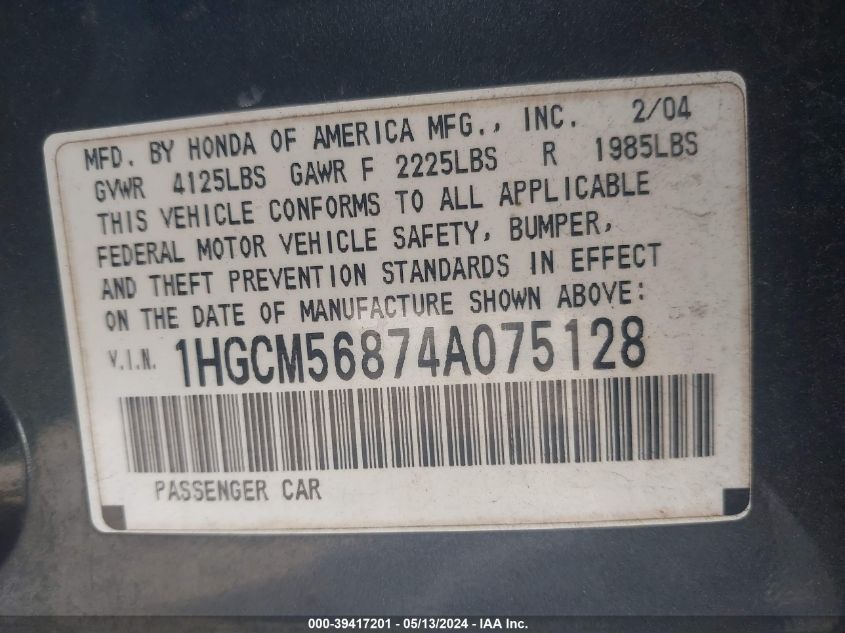 MFD. BY HONDA OF AMERICA MFG., INC. 2/04
GVWR 4125LBS GAWR F 2225LBS R 1985LBS
THIS VEHICLE CONFORMS TO ALL APPLICABLE
FEDERAL MOTOR VEHICLE SAFETY, BUMPER,
AND THEFT PREVENTION STANDARDS IN EFFECT
ON THE DATE OF MANUFACTURE SHOWN ABOVE:
V.I.N. 1HGCM56874A075128
PASSENGER CAR
000-39417201 - 05/13/2024 - IAA Inc.